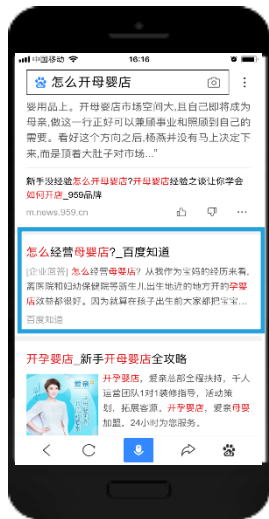 中国移动
16:16
怎么开母婴店
婴用品上。开母婴店市场空间大,且自己即将成为
母亲,做这一行正好可以兼顾事业和照顾到自己的
需要。看好这个方向之后,杨燕并没有马上决定下
来,而是顶着大肚子对市场..."
新手没经验怎么开母婴店?开母婴店经验之谈让你学会
如何开店_959品牌
m.news.959.cn
怎么经营母婴店?_百度知道
[企业回答] 怎么经营母婴店? 从我作为宝妈的经历来看,
离医院和妇幼保健院等新生儿出生地近的地方开的孕婴
店效益都很好。因为就算在孩子出生前大家都把宝宝...
百度知道
开孕婴店_新手开母婴店全攻略
爱亲
开孕婴店, 爱亲总部全程扶持, 千人
运营团队1对1装修指导, 活动策
划, 拓展客源。开孕婴店, 爱亲母婴
加盟, 24小时为您服务。